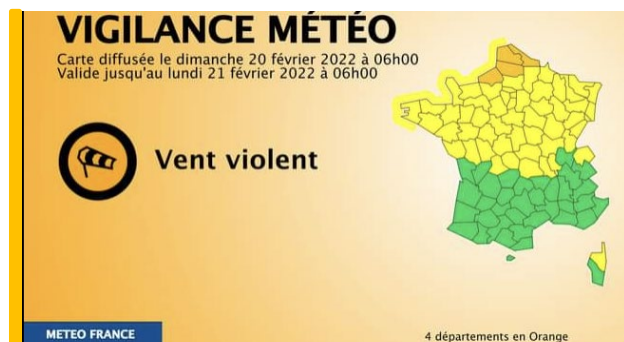 VIGILANCE MÉTÉO
Carte diffusée le dimanche 20 février 2022 à 06h00
Valide jusqu'au lundi 21 février 2022 à 06h00
Vent violent
METEO FRANCE
4 départements en Orange